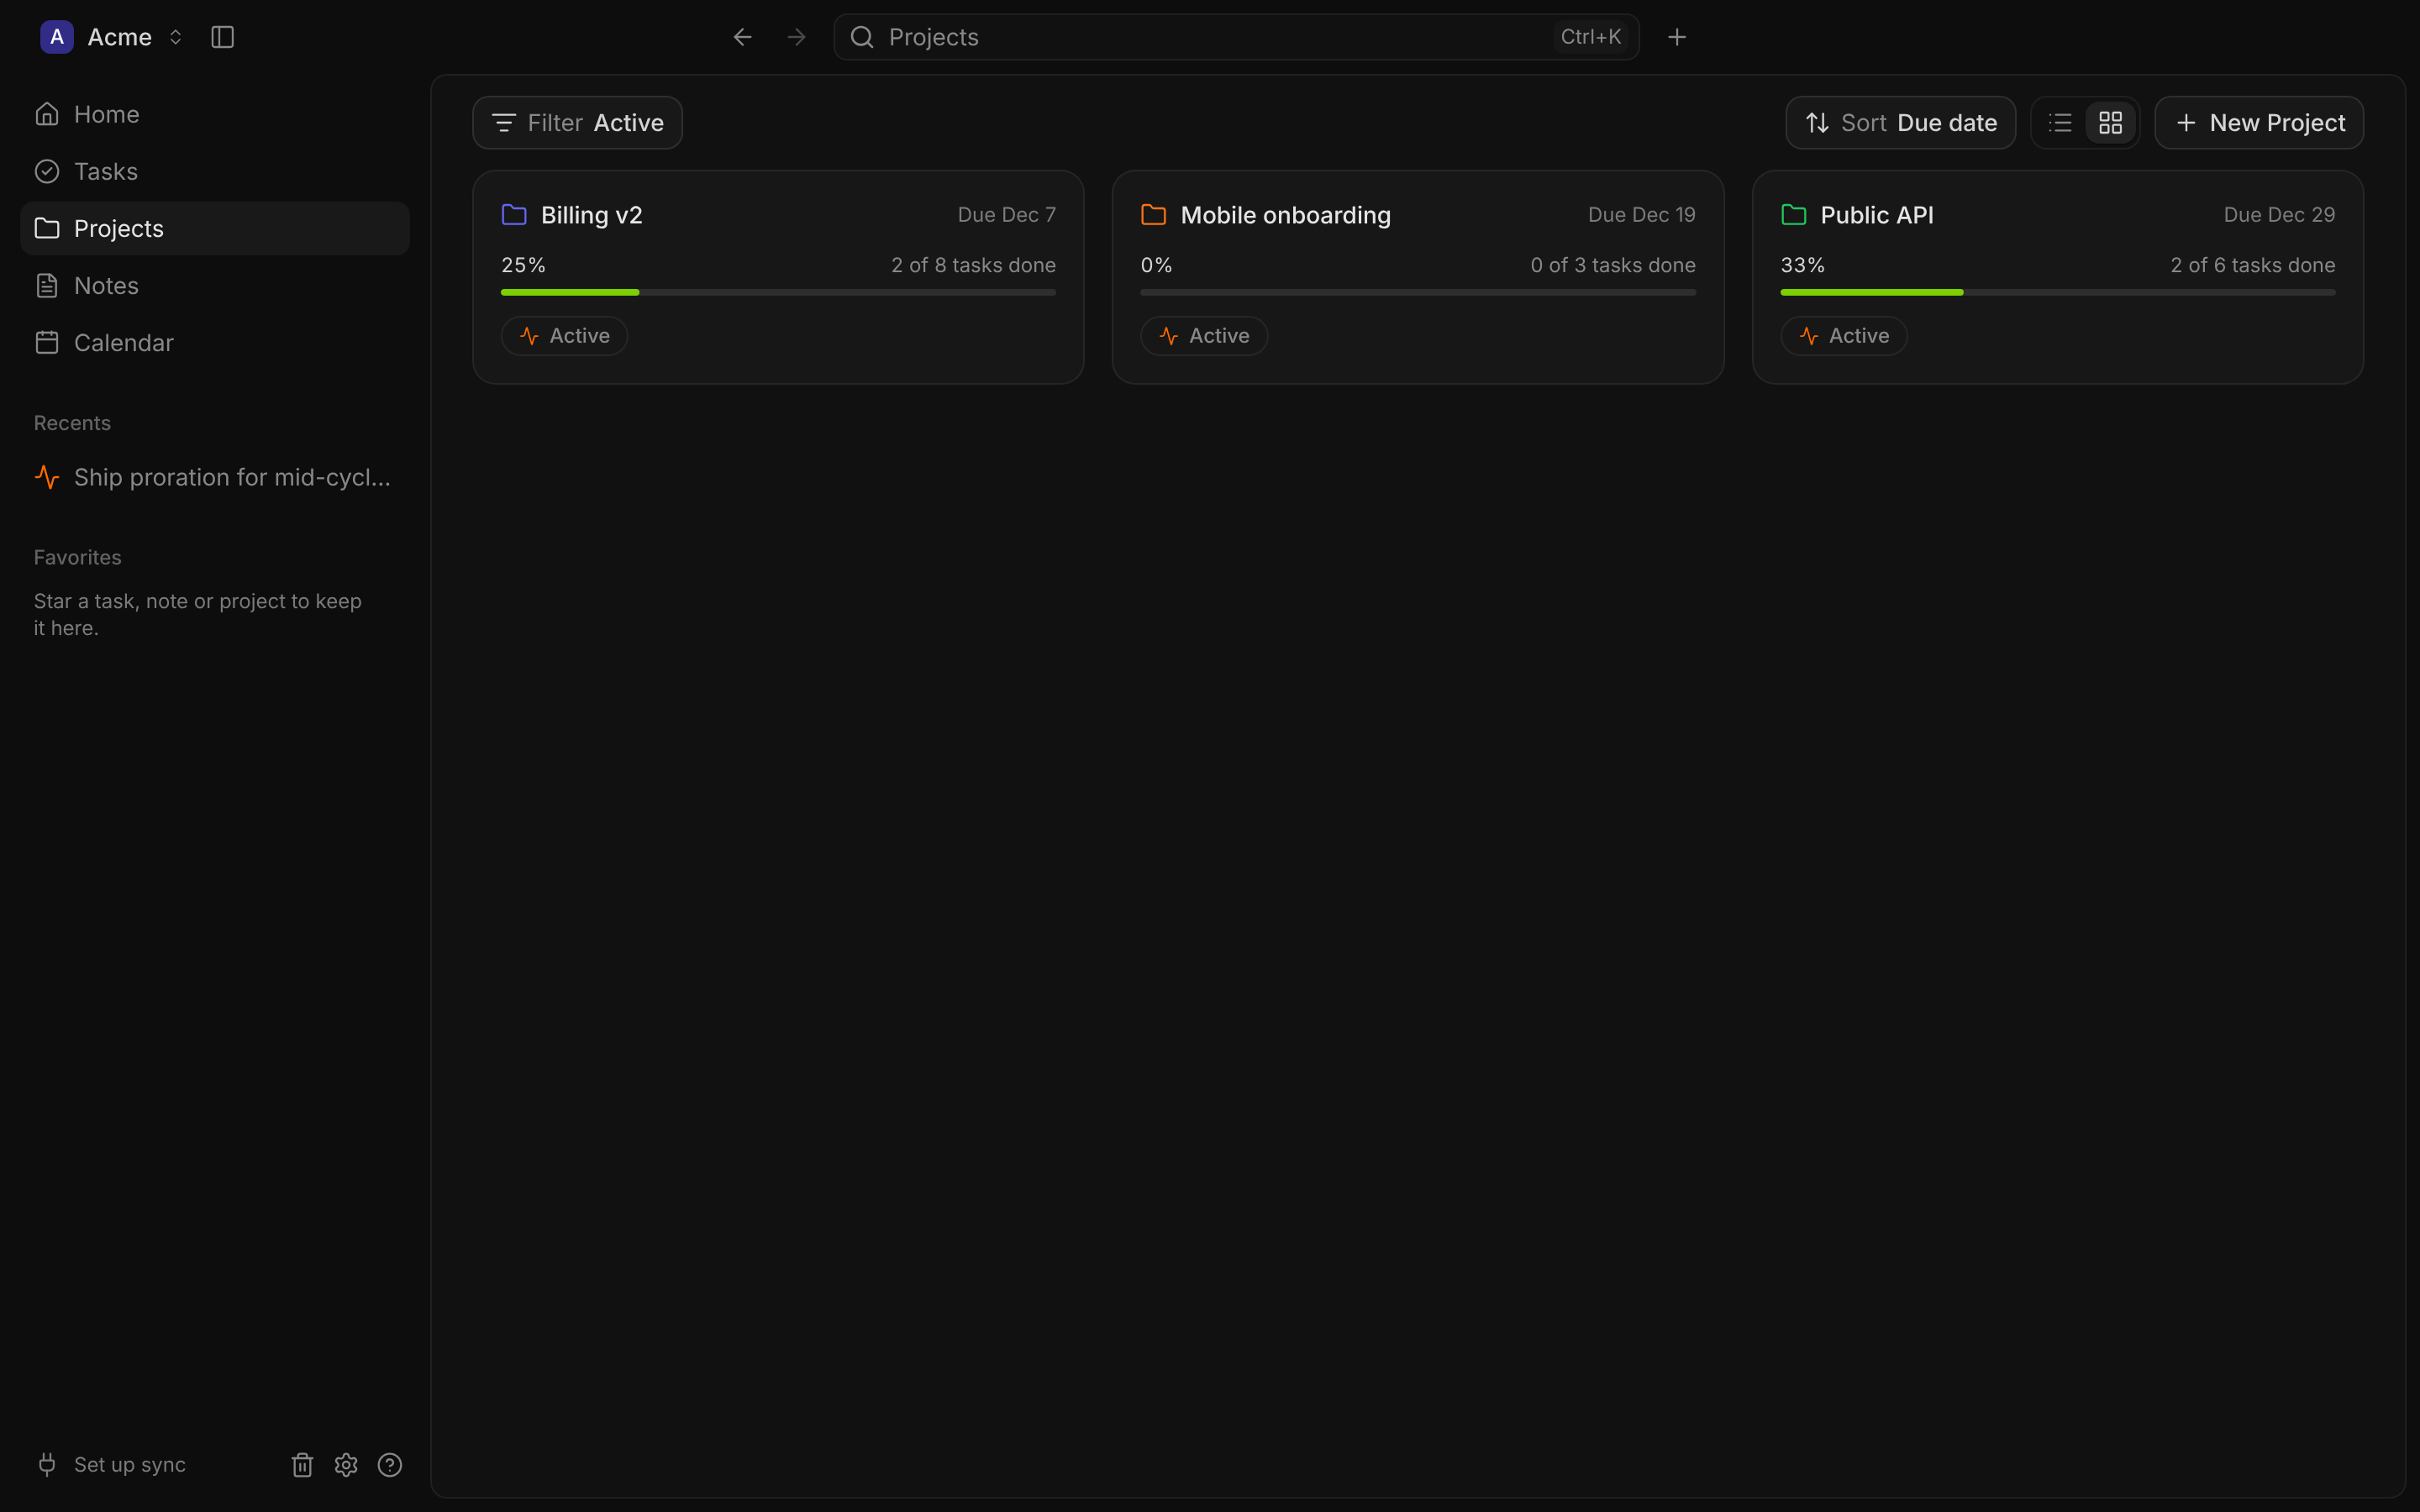 A Acme
Projects Ctrl+K
Home
Tasks
Projects
Notes
Calendar
Recents
Ship proration for mid-cycl...
Favorites
Star a task, note or project to keep
it here.
Set up sync
Filter Active
Sort Due date
New Project
Billing v2 Due Dec 7
25% 2 of 8 tasks done
Active
Mobile onboarding Due Dec 19
0% 0 of 3 tasks done
Active
Public API Due Dec 29
33% 2 of 6 tasks done
Active